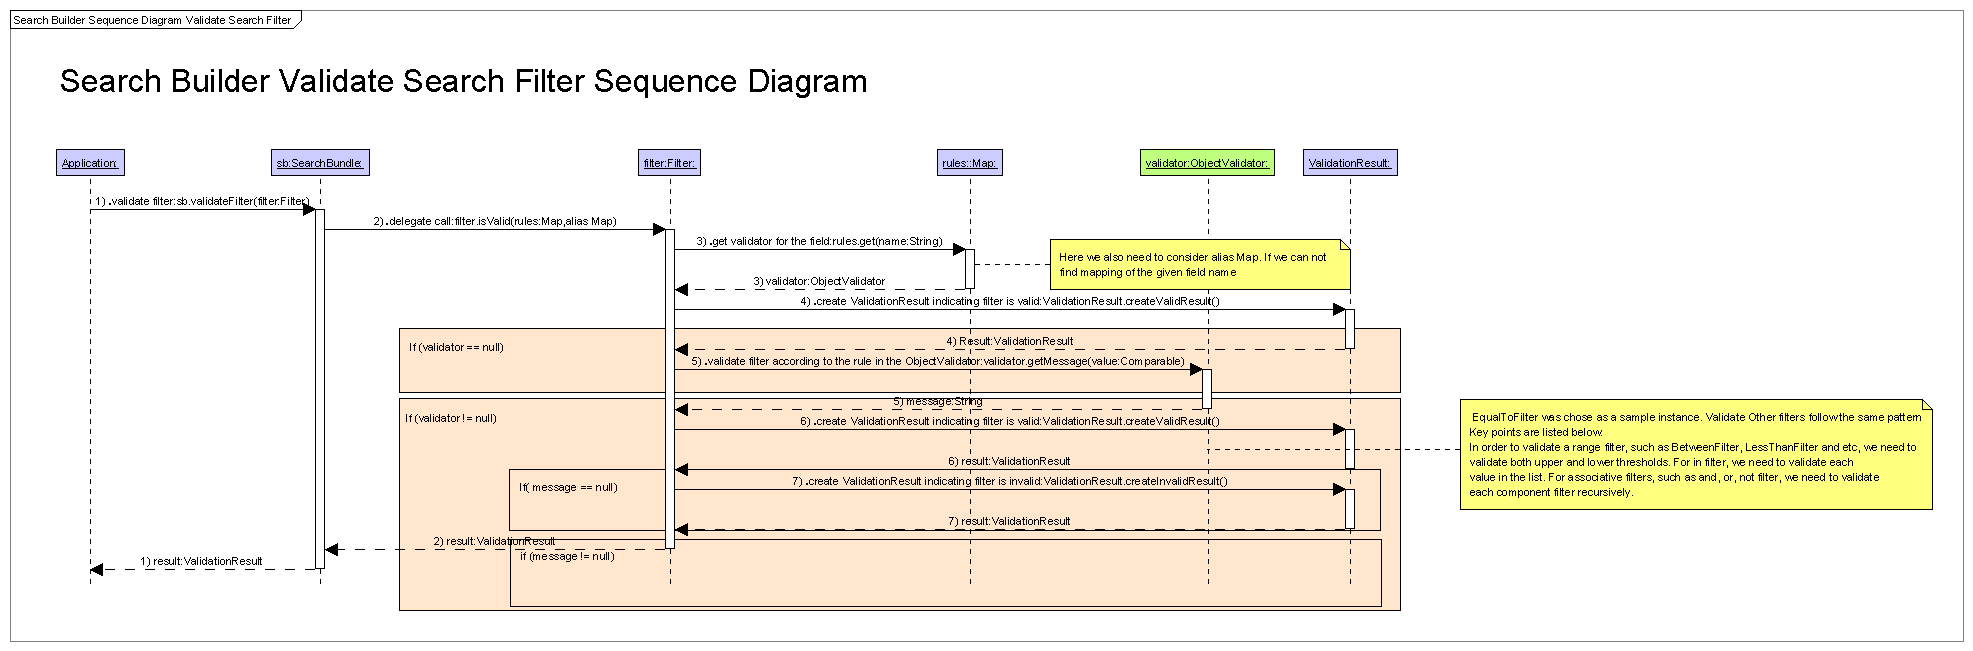 Search Builder Sequence Diagram Validate Search Filter
Search Builder Validate Search Filter Sequence Diagram
Application:
sb:SearchBundle:
filter:Filter:
rules::Map:
validator:ObjectValidator:
ValidationResult:
1) .validate filter:sb.validateFilter(filter:Filter)
2) .delegate call:filter.isValid(rules:Map,alias Map)
3) .get validator for the field:rules.get(name:String)
Here we also need to consider alias Map. If we can not
find mapping of the given field name
3) validator:ObjectValidator
4) .create ValidationResult indicating filter is valid:ValidationResult.createValidResult()
If (validator == null)
4) Result:ValidationResult
5) .validate filter according to the rule in the ObjectValidator:validator.getMessage(value:Comparable)
5) message:String
If (validator != null)
6) .create ValidationResult indicating filter is valid:ValidationResult.createValidResult()
EqualToFilter was chose as a sample instance. Validate Other filters follow the same pattern
Key points are listed below.
In order to validate a range filter, such as BetweenFilter, LessThanFilter and etc, we need to
validate both upper and lower thresholds. For in filter, we need to validate each
value in the list. For associative filters, such as and, or, not filter, we need to validate
each component filter recursively.
6) result:ValidationResult
If( message == null)
7) .create ValidationResult indicating filter is invalid:ValidationResult.createInvalidResult()
7) result:ValidationResult
2) result:ValidationResult
if (message != null)
1) result:ValidationResult